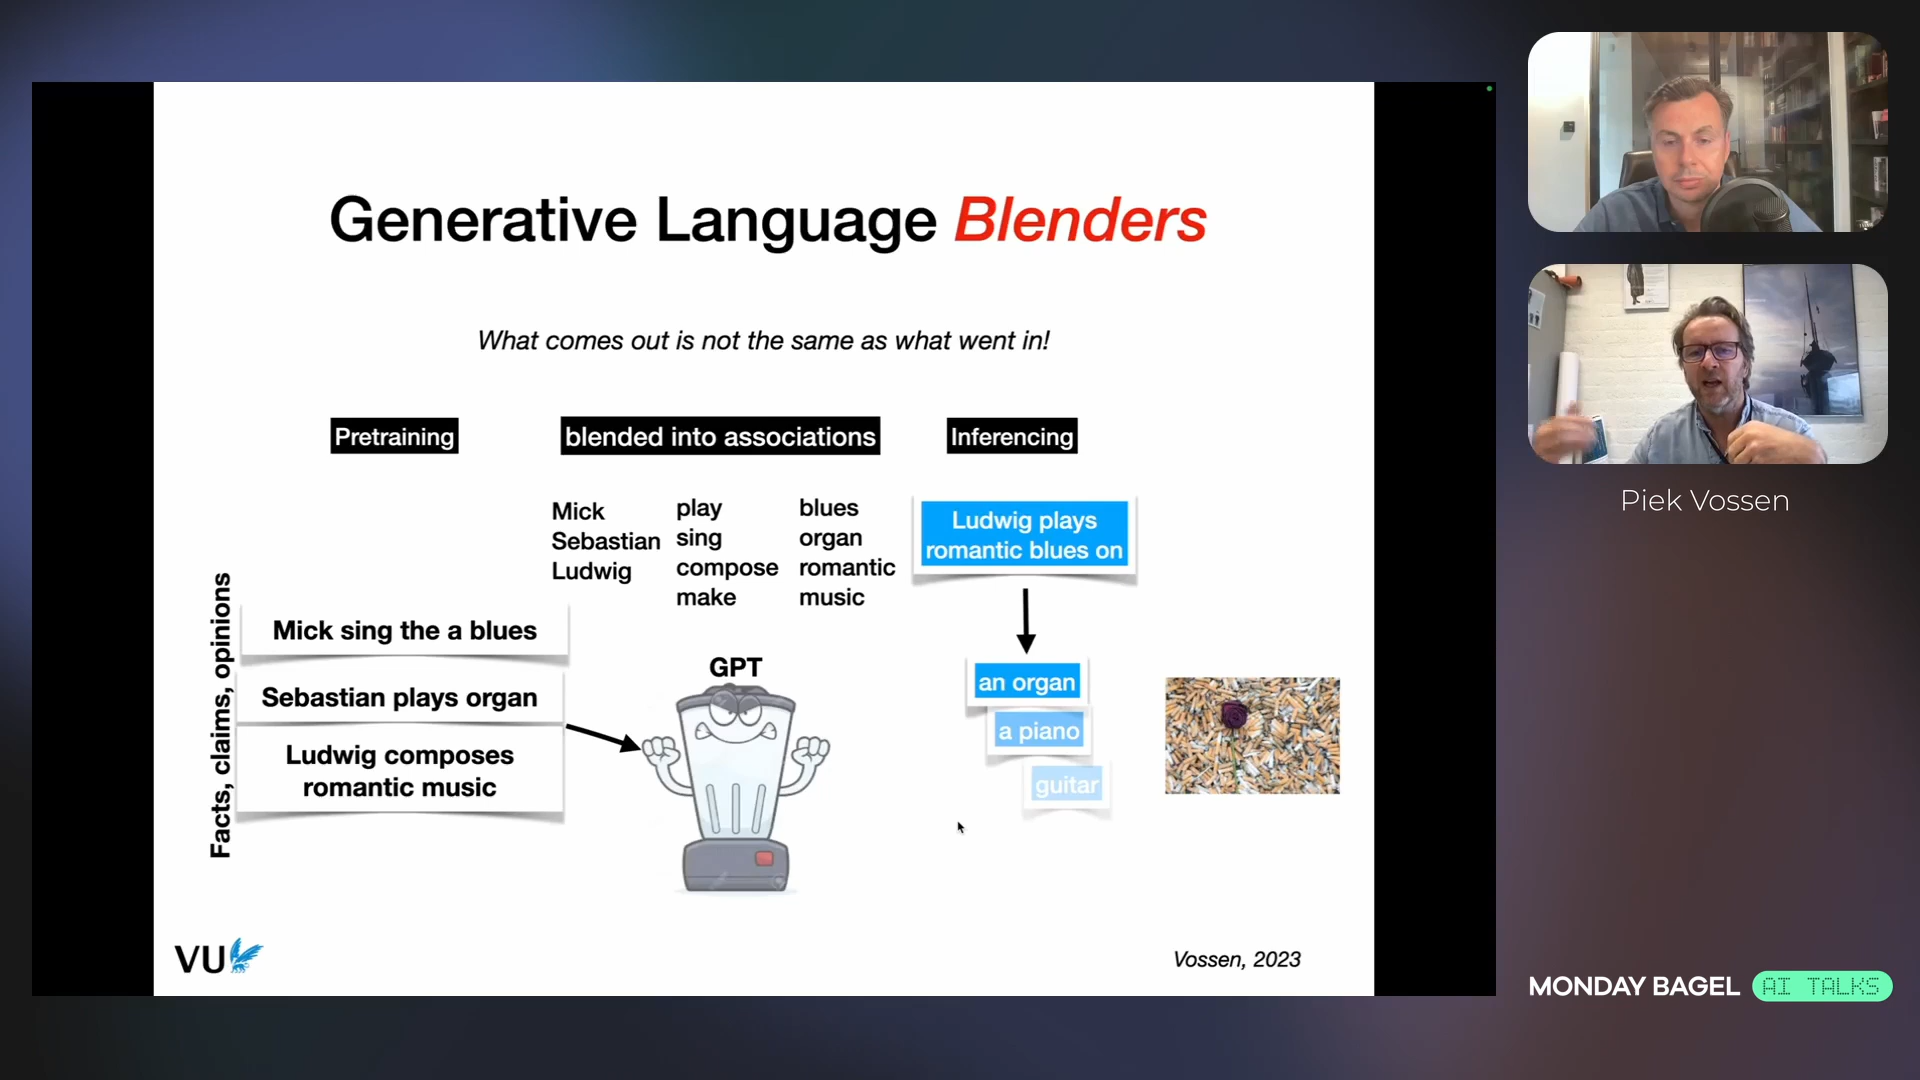 Generative Language Blenders
What comes out is not the same as what went in!
Pretraining
blended into associations
Inferencing
Mick
Sebastian
Ludwig
play
sing
compose
make
blues
organ
romantic
music
Ludwig plays
romantic blues on
Facts, claims, opinions
Mick sing the a blues
Sebastian plays organ
Ludwig composes
romantic music
GPT
an organ
a piano
guitar
VU
Vossen, 2023
Piek Vossen
MONDAY BAGEL AI TALKS